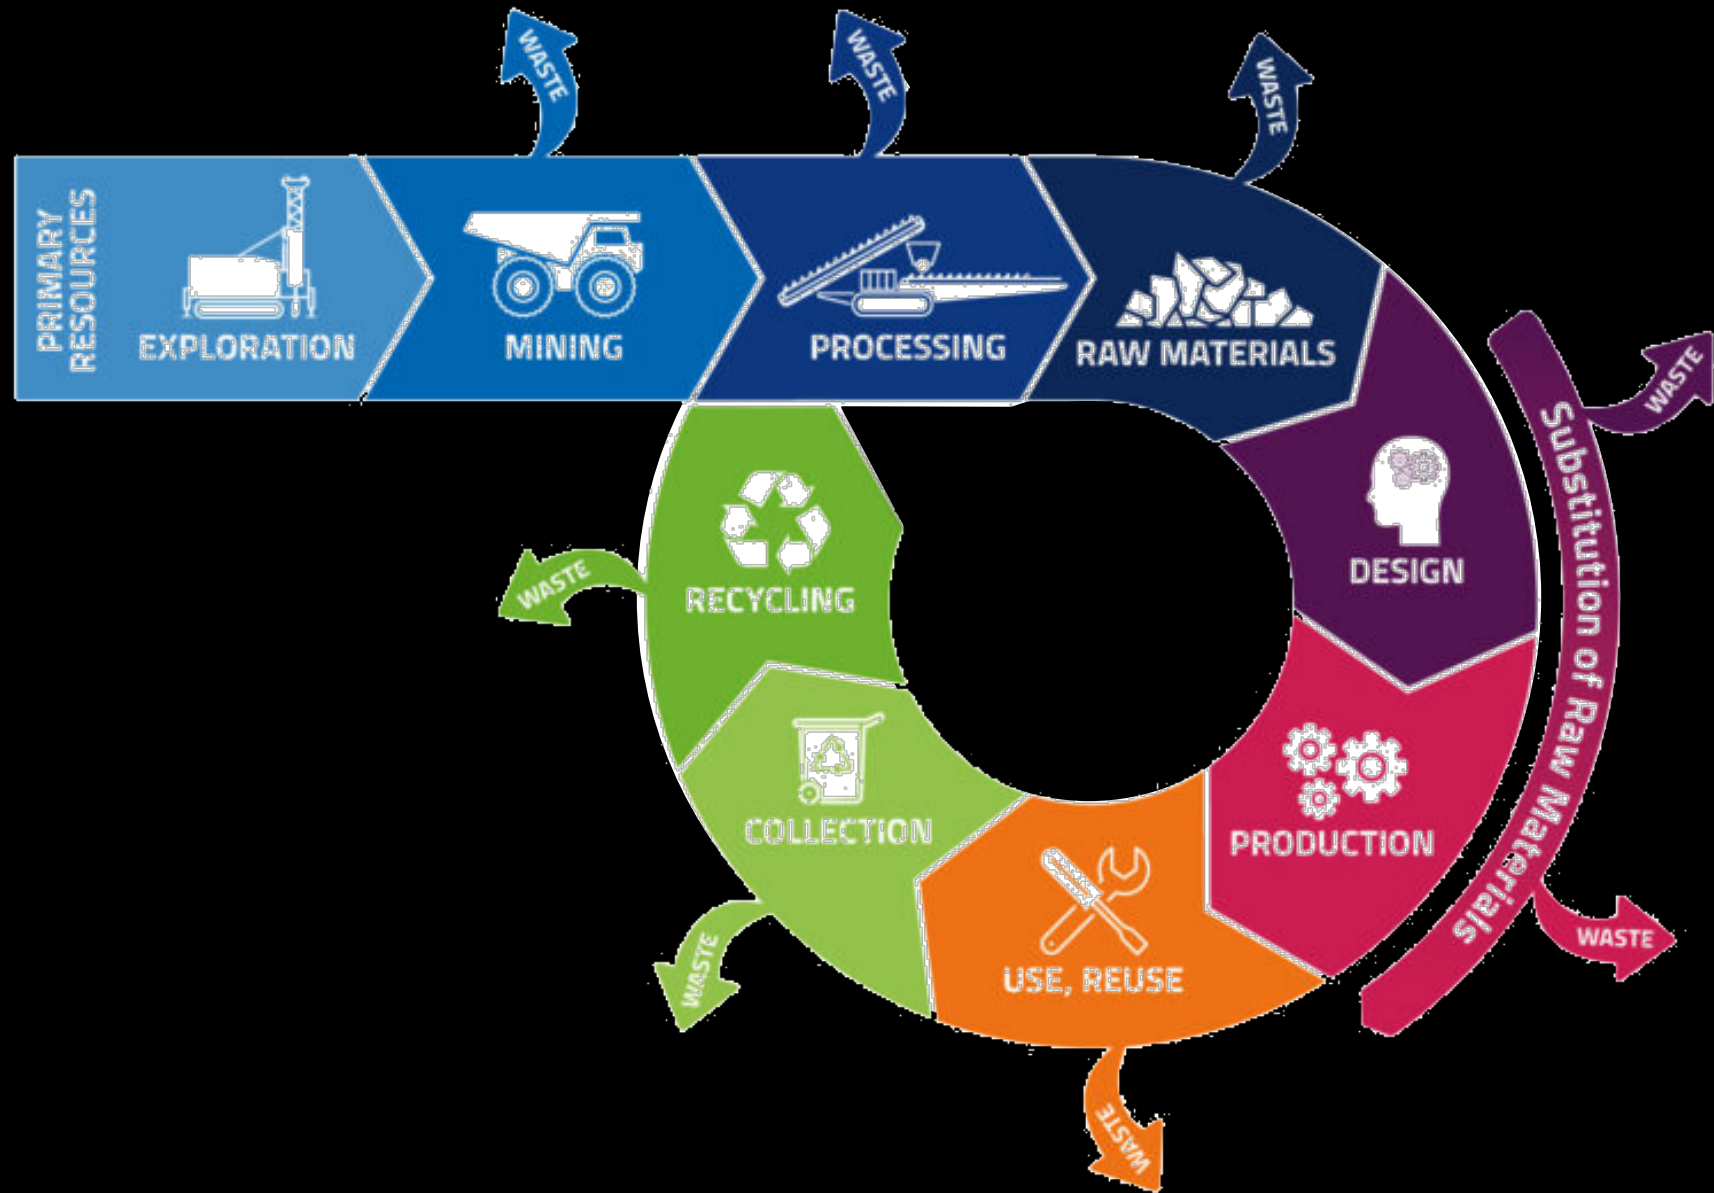 WASTE
WASTE
WASTE
PRIMARY
RESOURCES
EXPLORATION
MINING
PROCESSING
RAW MATERIALS
WASTE
Substitution of Raw Materials
DESIGN
RECYCLING
WASTE
COLLECTION
PRODUCTION
USE, REUSE
WASTE
WASTE
WASTE